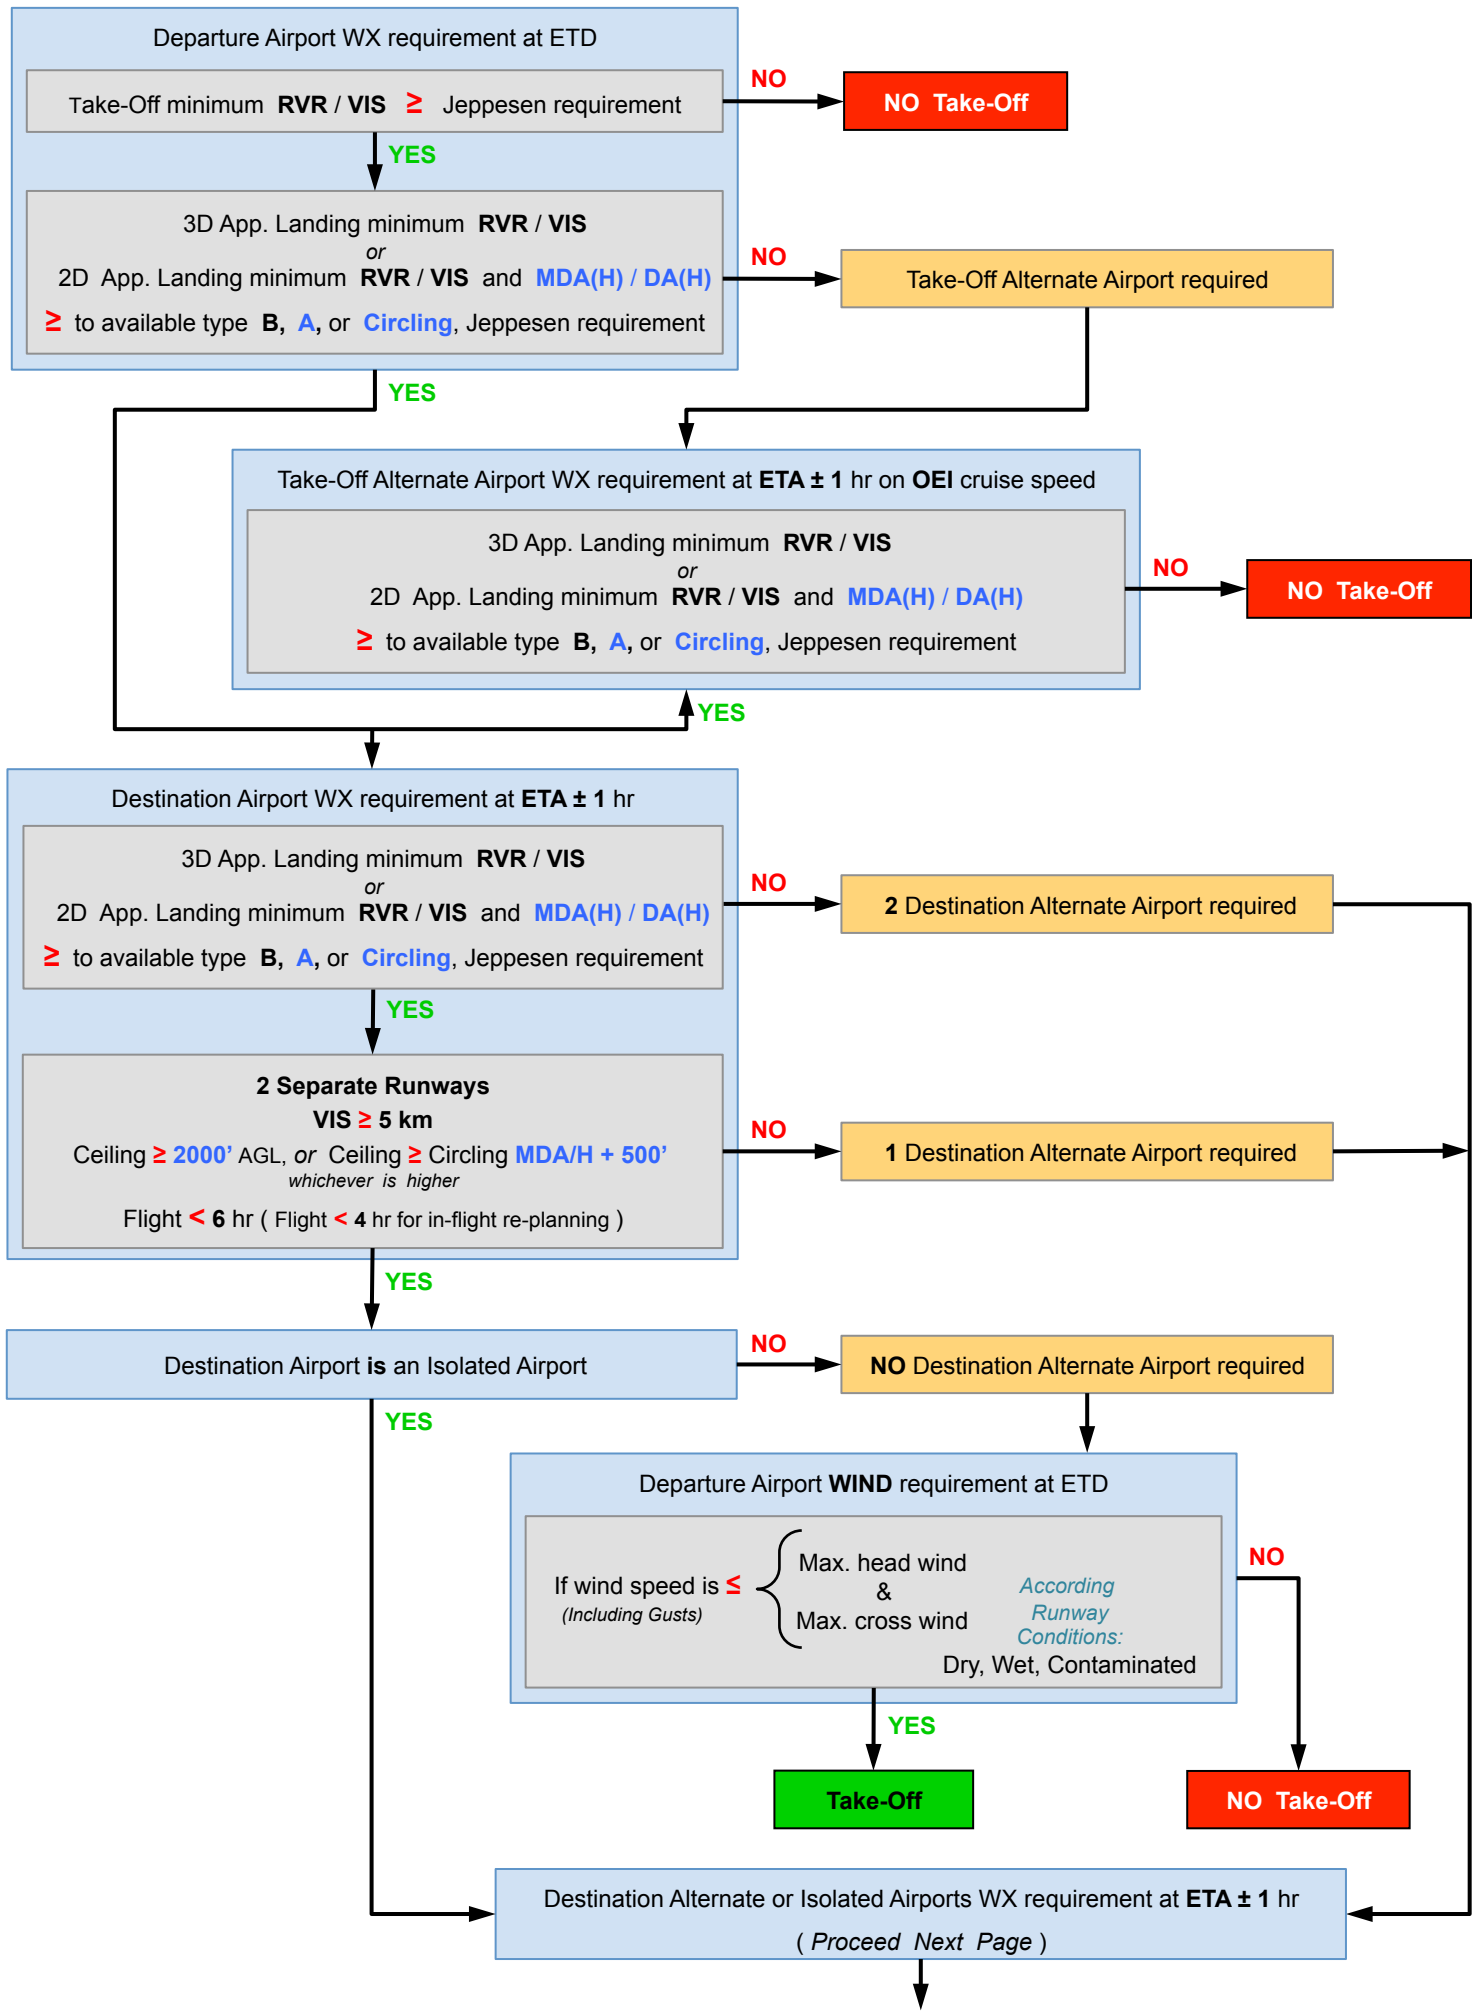 Departure Airport WX requirement at ETD
Take-Off minimum RVR / VIS ≥ Jeppesen requirement
NO
NO Take-Off
YES
3D App. Landing minimum RVR / VIS
or
2D App. Landing minimum RVR / VIS and MDA(H) / DA(H)
≥ to available type B, A, or Circling, Jeppesen requirement
NO
Take-Off Alternate Airport required
YES
Take-Off Alternate Airport WX requirement at ETA ± 1 hr on OEI cruise speed
3D App. Landing minimum RVR / VIS
or
2D App. Landing minimum RVR / VIS and MDA(H) / DA(H)
≥ to available type B, A, or Circling, Jeppesen requirement
NO
NO Take-Off
YES
Destination Airport WX requirement at ETA ± 1 hr
3D App. Landing minimum RVR / VIS
or
2D App. Landing minimum RVR / VIS and MDA(H) / DA(H)
≥ to available type B, A, or Circling, Jeppesen requirement
NO
2 Destination Alternate Airport required
YES
2 Separate Runways
VIS ≥ 5 km
Ceiling ≥ 2000’ AGL, or Ceiling ≥ Circling MDA/H + 500’
whichever is higher
Flight < 6 hr ( Flight < 4 hr for in-flight re-planning )
NO
1 Destination Alternate Airport required
YES
Destination Airport is an Isolated Airport
NO
NO Destination Alternate Airport required
YES
Departure Airport WIND requirement at ETD
If wind speed is ≤
(Including Gusts)
Max. head wind
&
Max. cross wind
According
Runway
Conditions:
Dry, Wet, Contaminated
NO
YES
Take-Off
NO Take-Off
Destination Alternate or Isolated Airports WX requirement at ETA ± 1 hr
( Proceed Next Page )